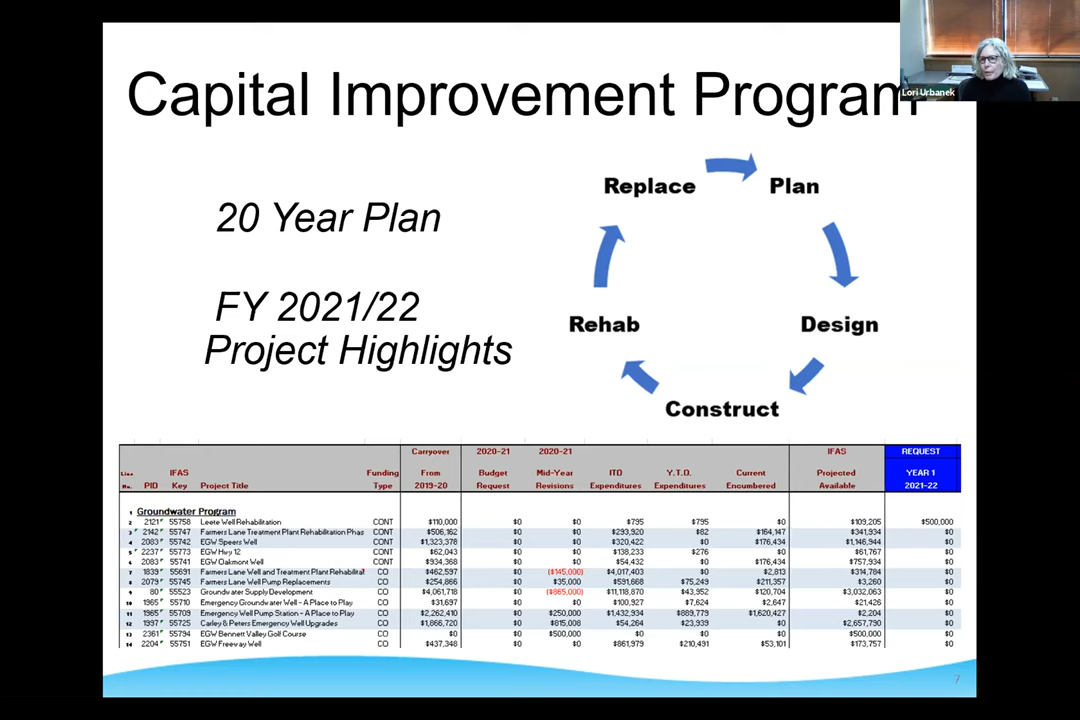 Capital Improvement Program
Lori Urbanek
20 Year Plan
FY 2021/22
Project Highlights
Replace
Plan
Rehab
Design
Construct
Carryover 2020-21 2020-21 IFAS REQUEST
Line IFAS Funding From Budget Mid-Year ITD Y.T.D. Current Projected YEAR 1
No. PID Key Project Title Type 2019-20 Request Revisions Expenditures Expenditures Encumbered Available 2021-22
1 Groundwater Program
2 2121 55758 Leete Well Rehabilitation CONT $110,000 $0 $0 $795 $795 $0 $109,205 $500,000
3 2142 55747 Farmers Lane Treatment Plant Rehabilitation Phas CONT $506,162 $0 $0 $293,920 $82 $164,147 $341,934 $0
4 2083 55742 EGW Speers Well CONT $1,323,378 $0 $0 $320,422 $0 $176,434 $1,146,944 $0
5 2237 55773 EGW Hwy 12 CONT $62,043 $0 $0 $138,233 $276 $0 $61,767 $0
6 2083 55741 EGW Oakmont Well CONT $934,368 $0 $0 $54,432 $0 $176,434 $757,934 $0
7 1839 55691 Farmers Lane Well and Treatment Plant Rehabilitat CO $462,597 $0 ($145,000) $4,017,403 $0 $2,813 $314,784 $0
8 2079 55745 Farmers Lane Well Pump Replacements CO $254,866 $0 $35,000 $591,668 $75,249 $211,357 $3,260 $0
9 80 55523 Groundwater Supply Development CO $4,061,718 $0 ($865,000) $11,118,870 $43,952 $120,704 $3,032,063 $0
10 1965 55710 Emergency Groundwater Well - A Place to Play CO $31,697 $0 $0 $100,927 $7,624 $2,647 $21,426 $0
11 1965 55709 Emergency Well Pump Station - A Place to Play CO $2,262,410 $0 $250,000 $1,432,934 $889,779 $1,620,427 $2,204 $0
12 1997 55725 Carley & Peters Emergency Well Upgrades CO $1,866,720 $0 $815,008 $54,264 $23,939 $0 $2,657,790 $0
13 2361 55794 EGW Bennett Valley Golf Course CO $0 $0 $500,000 $0 $0 $0 $500,000 $0
14 2204 55751 EGW Freeway Well CO $437,348 $0 $0 $861,979 $210,491 $53,101 $173,757 $0
7